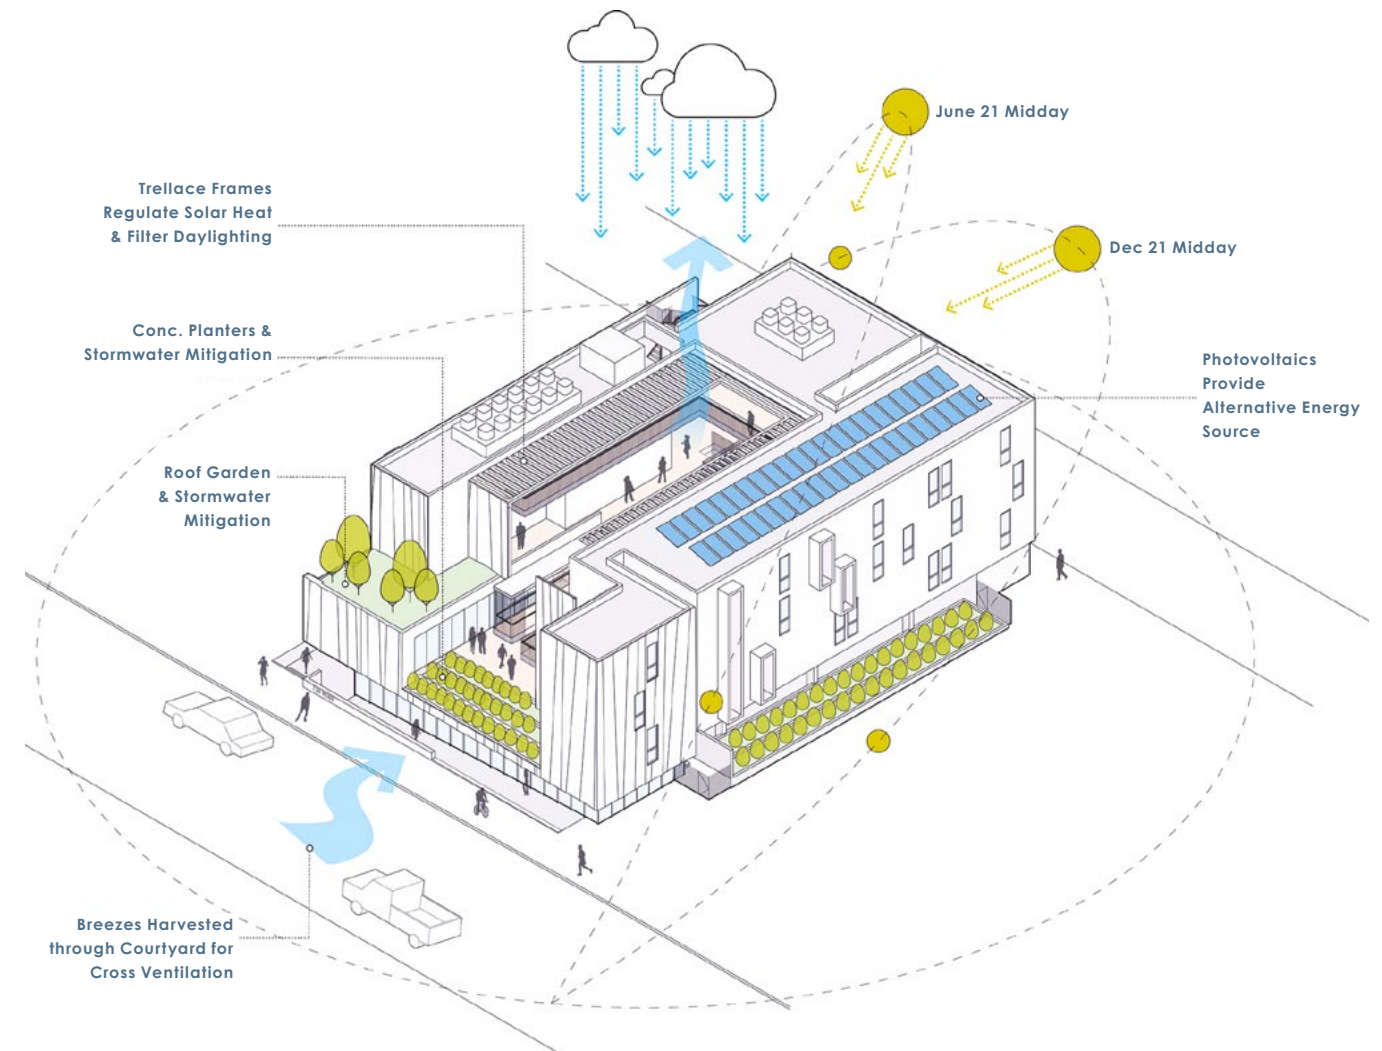 June 21 Midday
Trellace Frames
Regulate Solar Heat
& Filter Daylighting
Dec 21 Midday
Conc. Planters &
Stormwater Mitigation
Photovoltaics
Provide
Alternative Energy
Source
Roof Garden
& Stormwater
Mitigation
Breezes Harvested
through Courtyard for
Cross Ventilation